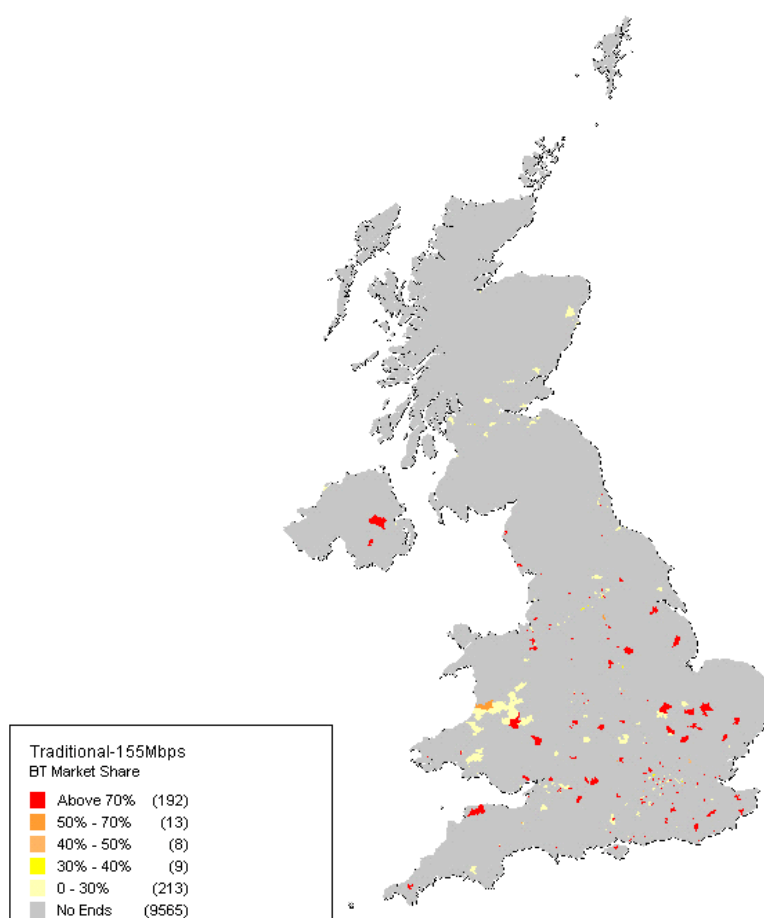 Traditional-155Mbps
BT Market Share
Above 70% (192)
50% - 70% (13)
40% - 50% (8)
30% - 40% (9)
0 - 30% (213)
No Ends (9565)